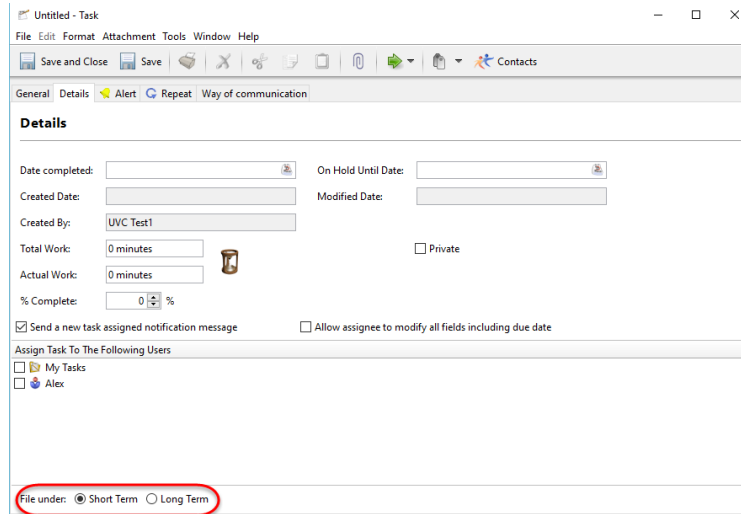 Untitled - Task
File Edit Format Attachment Tools Window Help
Save and Close Save Contacts
General Details Alert Repeat Way of communication
Details
Date completed: On Hold Until Date:
Created Date: Modified Date:
Created By: UVC Test1
Total Work: 0 minutes Private
Actual Work: 0 minutes
% Complete: 0 %
Send a new task assigned notification message Allow assignee to modify all fields including due date
Assign Task To The Following Users
My Tasks
Alex
File under: Short Term Long Term